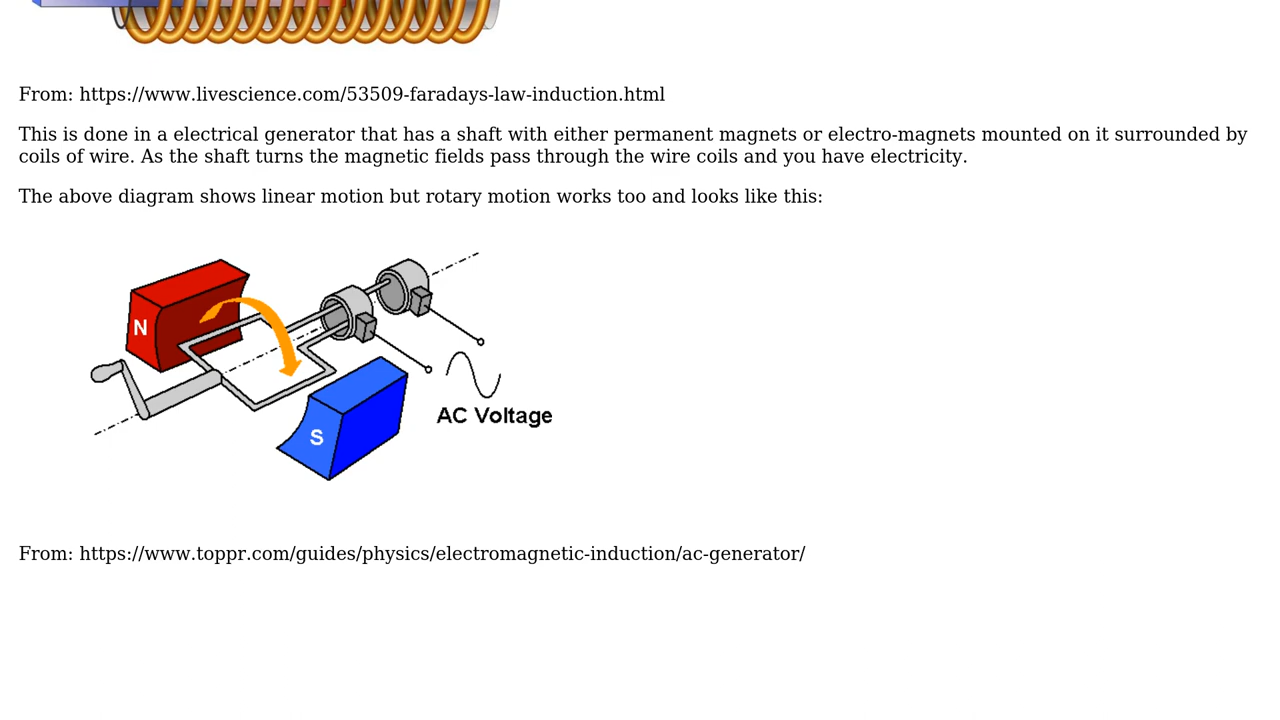 From: https://www.livescience.com/53509-faradays-law-induction.html
This is done in a electrical generator that has a shaft with either permanent magnets or electro-magnets mounted on it surrounded by
coils of wire. As the shaft turns the magnetic fields pass through the wire coils and you have electricity.
The above diagram shows linear motion but rotary motion works too and looks like this:
N
S
AC Voltage
From: https://www.toppr.com/guides/physics/electromagnetic-induction/ac-generator/